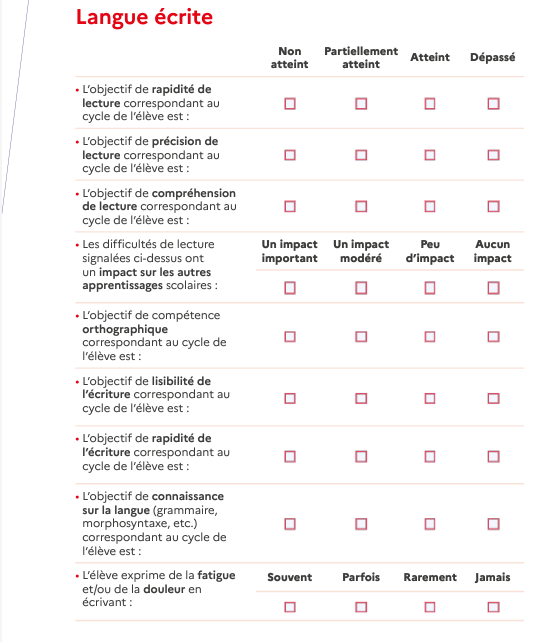 Langue écrite
Non atteint
Partiellement atteint
Atteint
Dépassé
• L'objectif de rapidité de
lecture correspondant au
cycle de l'élève est :
• L'objectif de précision de
lecture correspondant au
cycle de l'élève est :
• L'objectif de compréhension
de lecture correspondant au
cycle de l'élève est :
• Les difficultés de lecture
signalées ci-dessus ont
un impact sur les autres
apprentissages scolaires :
Un impact important
Un impact modéré
Peu d'impact
Aucun impact
• L'objectif de compétence
orthographique
correspondant au cycle de
l'élève est :
• L'objectif de lisibilité de
l'écriture correspondant au
cycle de l'élève est :
• L'objectif de rapidité de
l'écriture correspondant au
cycle de l'élève est :
• L'objectif de connaissance
sur la langue (grammaire,
morphosyntaxe, etc.)
correspondant au cycle de
l'élève est :
• L'élève exprime de la fatigue
et/ou de la douleur en
écrivant :
Souvent
Parfois
Rarement
Jamais